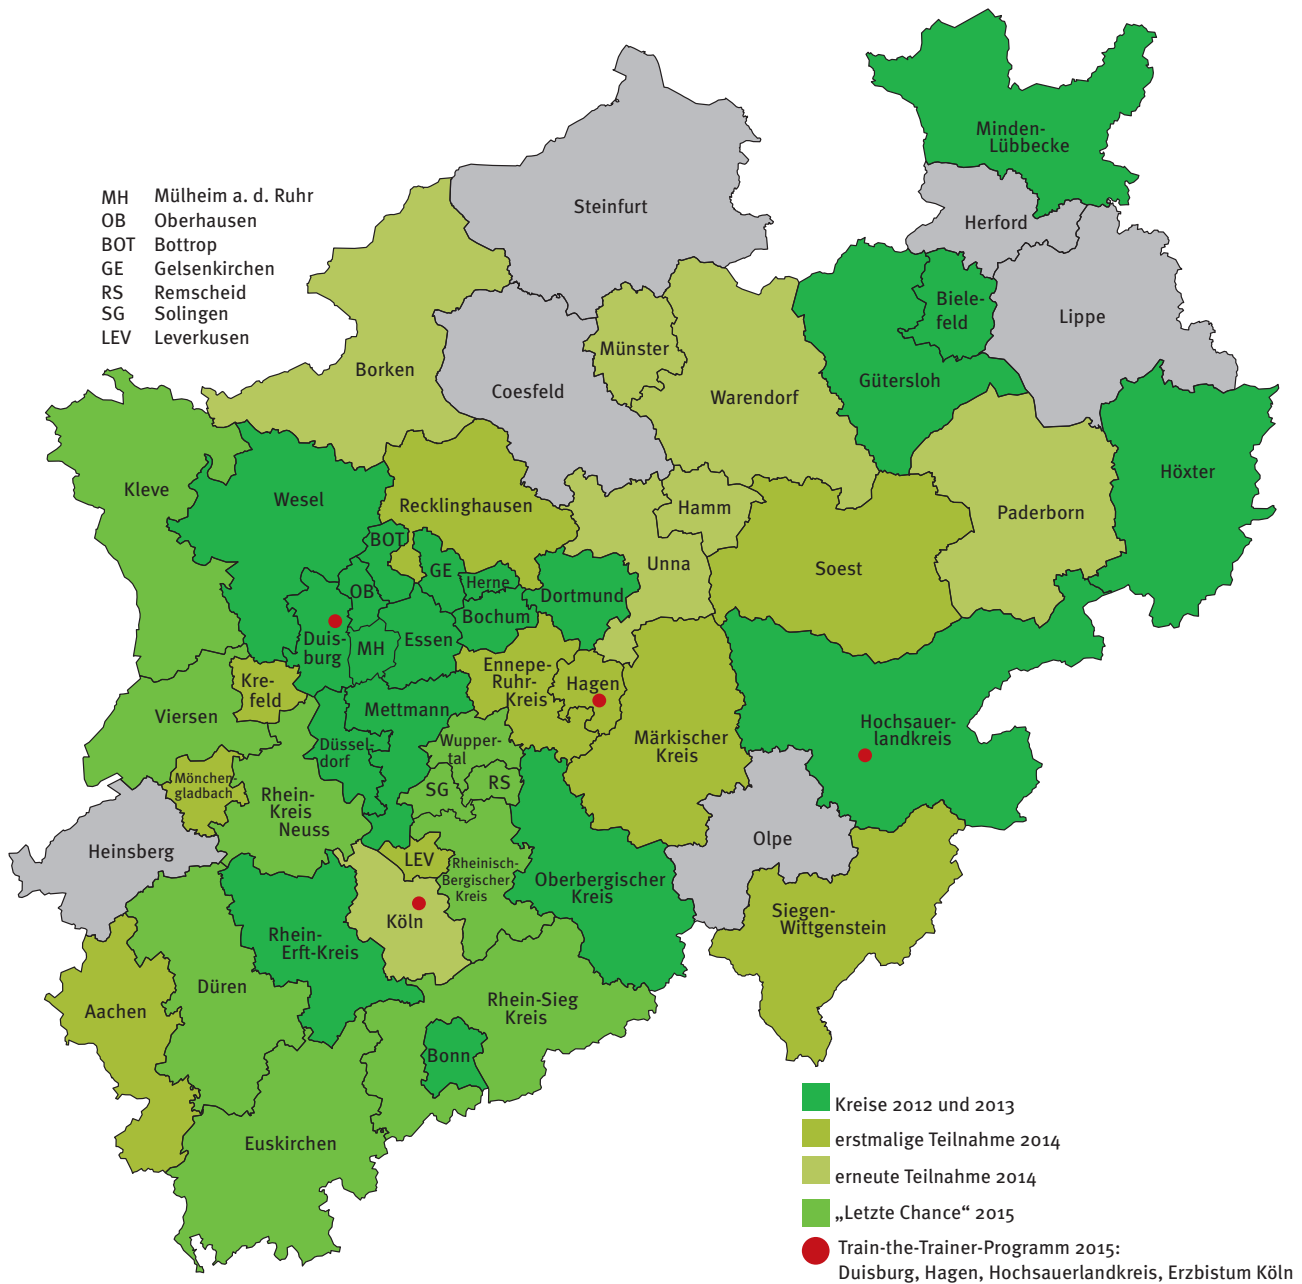 MH Mülheim a. d. Ruhr
OB Oberhausen
BOT Bottrop
GE Gelsenkirchen
RS Remscheid
SG Solingen
LEV Leverkusen
Minden-
Lübbecke
Steinfurt
Herford
Biele-
feld
Lippe
Münster
Borken
Coesfeld
Warendorf
Gütersloh
Höxter
Kleve
Wesel
Recklinghausen
Hamm
Paderborn
BOT
GE
Herne
Unna
Soest
OB
Dortmund
Bochum
Duis-
burg
MH
Essen
Kre-
feld
Ennepe-
Ruhr-
Kreis
Hagen
Viersen
Mettmann
Düssel-
dorf
Wupper-
tal
Märkischer
Kreis
Hochsauer-
landkreis
Mönchen-
gladbach
Rhein-
Kreis
Neuss
SG
RS
Heinsberg
LEV
Rheinisch-
Bergischer
Kreis
Oberbergischer
Kreis
Olpe
Köln
Rhein-
Erft-Kreis
Siegen-
Wittgenstein
Aachen
Düren
Rhein-Sieg
Kreis
Bonn
Euskirchen
Kreise 2012 und 2013
erstmalige Teilnahme 2014
erneute Teilnahme 2014
„Letzte Chance“ 2015
Train-the-Trainer-Programm 2015:
Duisburg, Hagen, Hochsauerlandkreis, Erzbistum Köln